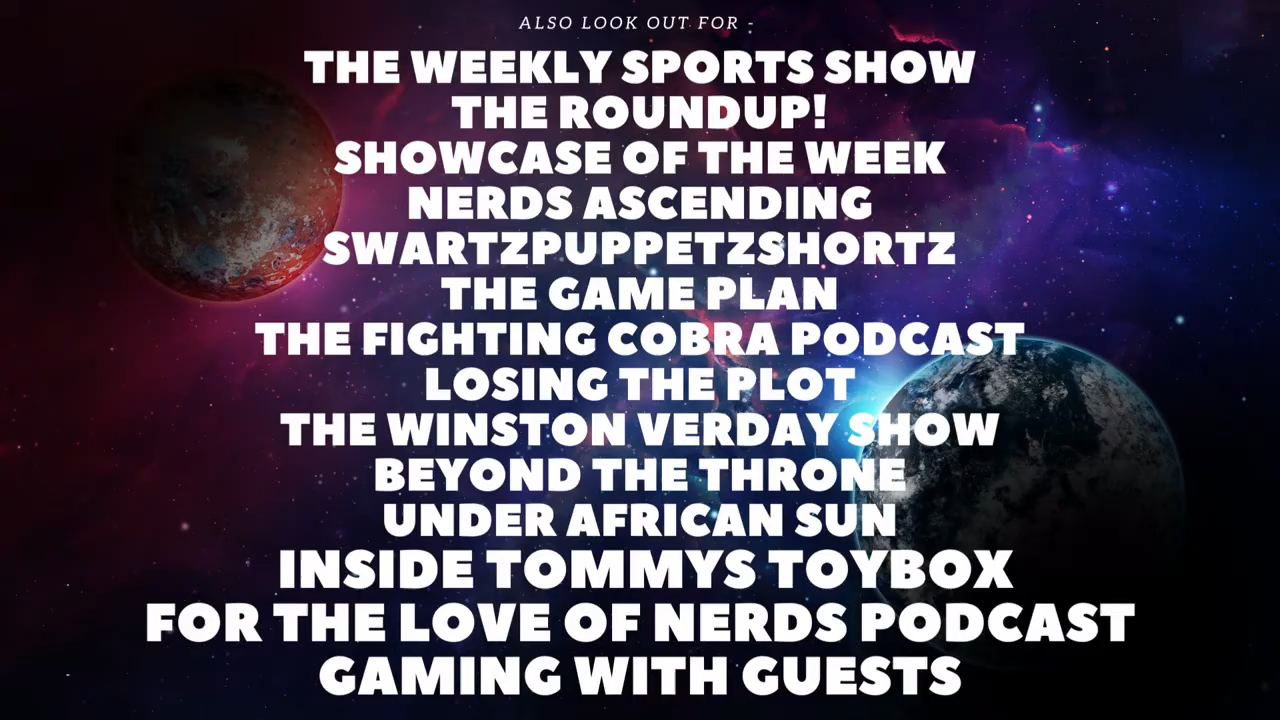 ALSO LOOK OUT FOR -
THE WEEKLY SPORTS SHOW
THE ROUNDUP!
SHOWCASE OF THE WEEK
NERDS ASCENDING
SWARTZPUPPETZSHORTZ
THE GAME PLAN
THE FIGHTING COBRA PODCAST
LOSING THE PLOT
THE WINSTON VERDAY SHOW
BEYOND THE THRONE
UNDER AFRICAN SUN
INSIDE TOMMYS TOYBOX
FOR THE LOVE OF NERDS PODCAST
GAMING WITH GUESTS